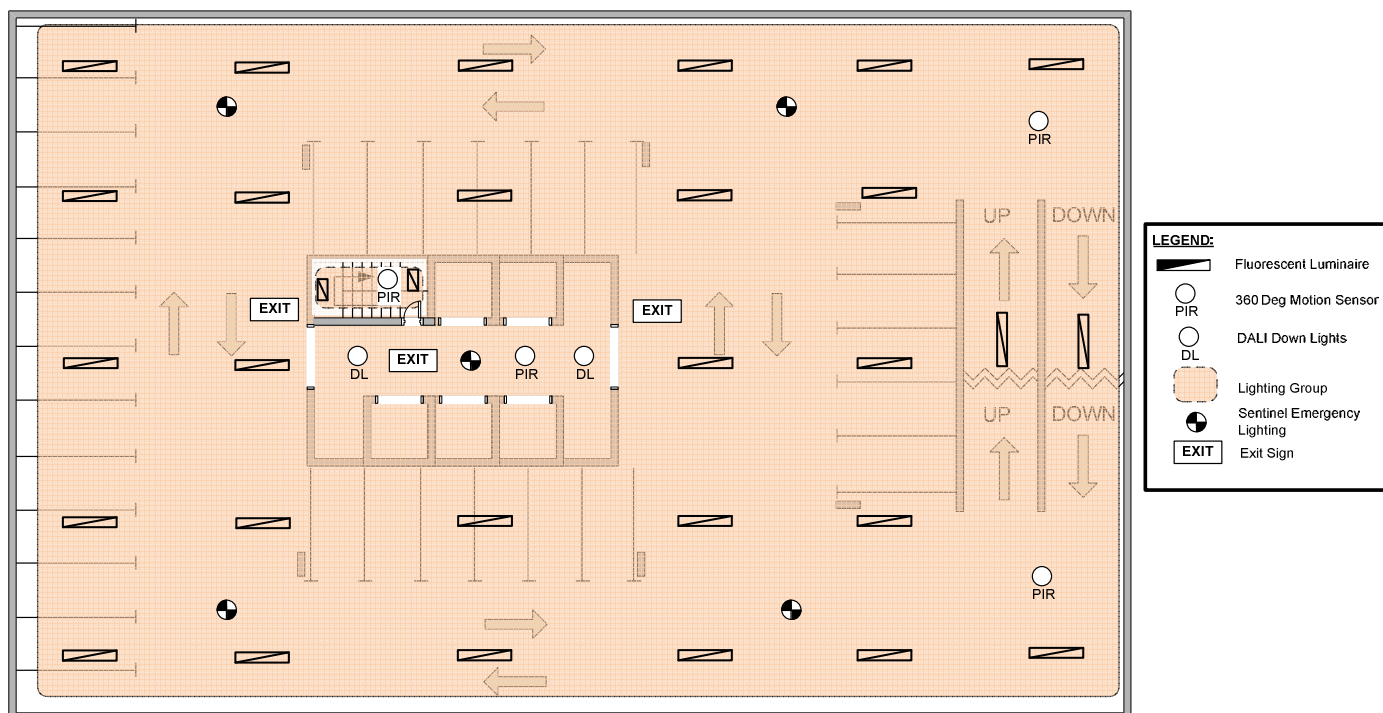 PIR
UP DOWN
PIR
EXIT
EXIT
EXIT
DL
PIR
DL
UP DOWN
PIR
LEGEND:
Fluorescent Luminaire
360 Deg Motion Sensor
PIR
DALI Down Lights
DL
Lighting Group
Sentinel Emergency
Lighting
EXIT Exit Sign